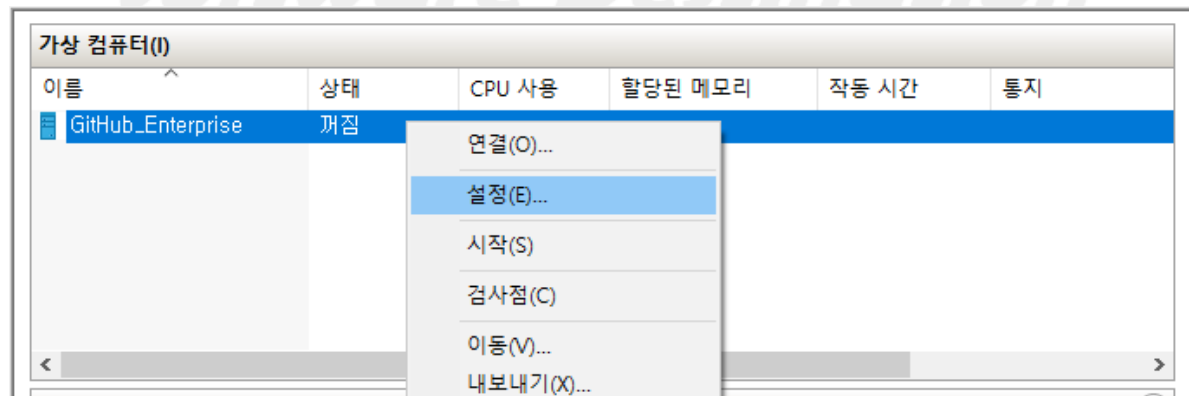 가상 컴퓨터(I)
이름 상태 CPU 사용 할당된 메모리 작동 시간 통지
GitHub_Enterprise 꺼짐
연결(O)...
설정(E)...
시작(S)
검사점(C)
이동(V)...
내보내기(X)...